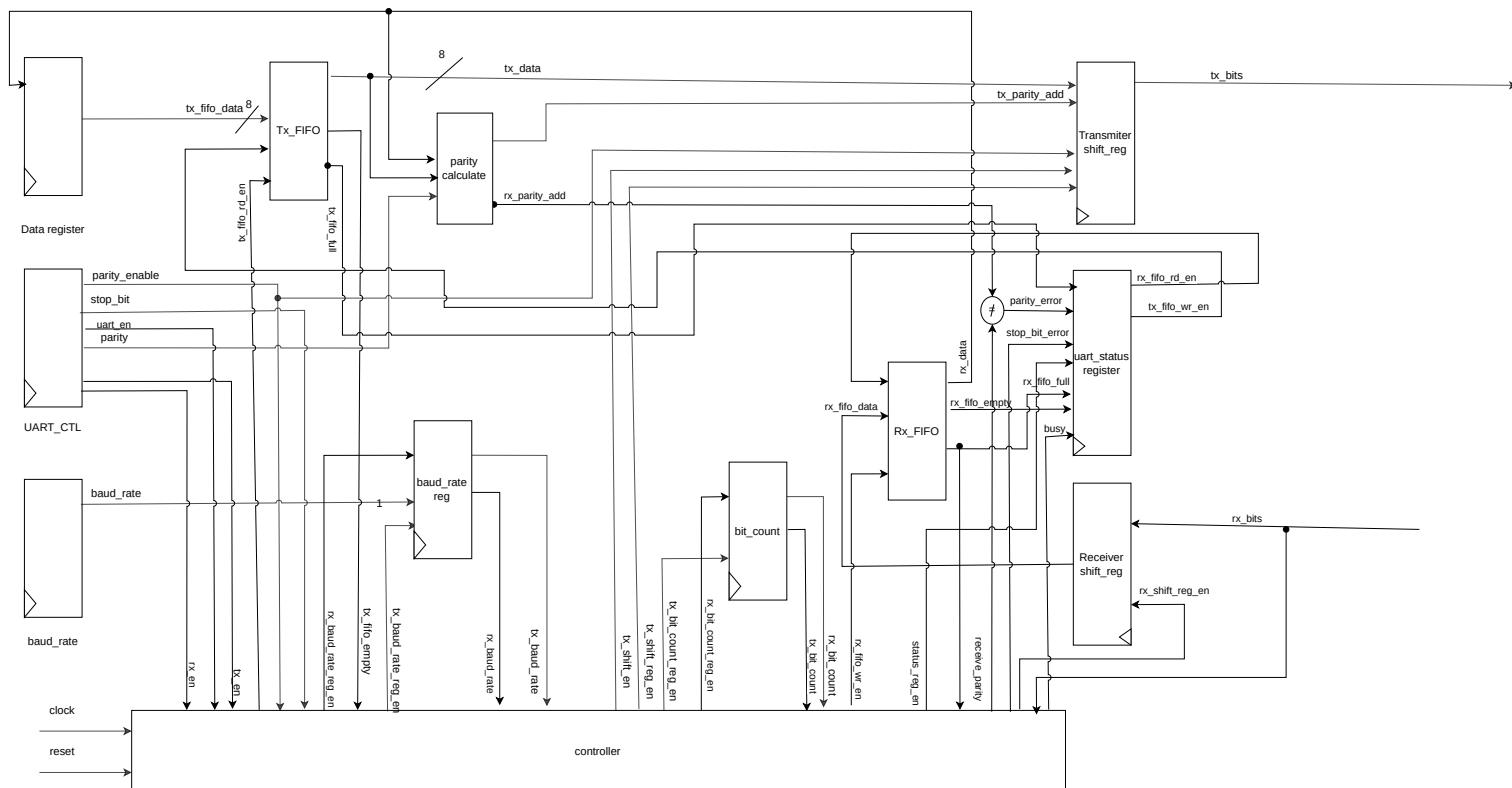 8
tx_data
tx_bits
tx_parity_add
tx_fifo_data
8
Tx_FIFO
Transmiter
shift_reg
parity
calculate
rx_parity_add
tx_fifo_rd_en
tx_fifo_full
Data register
parity_enable
stop_bit
uart_en
parity
rx_fifo_rd_en
tx_fifo_wr_en
parity_error
≠
stop_bit_error
uart_status
register
rx_data
rx_fifo_full
rx_fifo_empty
rx_fifo_data
Rx_FIFO
busy
UART_CTL
baud_rate
1
baud_rate
reg
bit_count
rx_bits
Receiver
shift_reg
rx_shift_reg_en
baud_rate
rx_en
tx_en
rx_baud_rate_reg_en
tx_fifo_empty
tx_baud_rate_reg_en
rx_baud_rate
tx_baud_rate
tx_shift_en
tx_shift_reg_en
tx_bit_count_reg_en
rx_bit_count_reg_en
tx_bit_count
rx_bit_count
rx_fifo_wr_en
status_reg_en
receive_parity
clock
reset
controller